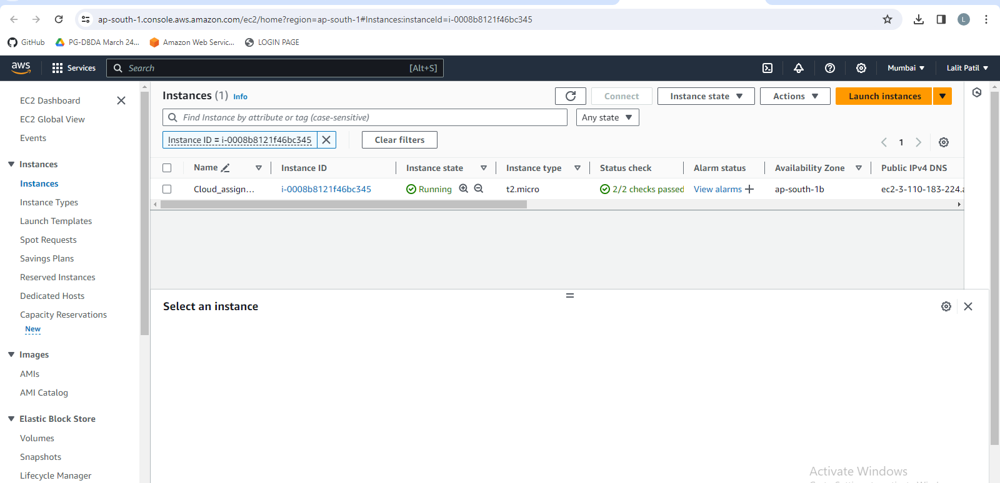 ap-south-1.console.aws.amazon.com/ec2/home?region=ap-south-1#Instances:instanceId=i-0008b8121f46bc345
L
GitHub PG-DBDA March 24... Amazon Web Servic... LOGIN PAGE
aws Services Search [Alt+S] Mumbai Lalit Patil
EC2 Dashboard
EC2 Global View
Events
Instances
Instances
Instance Types
Launch Templates
Spot Requests
Savings Plans
Reserved Instances
Dedicated Hosts
Capacity Reservations
New
Images
AMIs
AMI Catalog
Elastic Block Store
Volumes
Snapshots
Lifecycle Manager
Instances (1) Info Connect Instance state Actions Launch instances
Find Instance by attribute or tag (case-sensitive) Any state
Instance ID = i-0008b8121f46bc345 Clear filters 1
Name Instance ID Instance state Instance type Status check Alarm status Availability Zone Public IPv4 DNS
Cloud_assign... i-0008b8121f46bc345 Running t2.micro 2/2 checks passed View alarms ap-south-1b ec2-3-110-183-224.a
Select an instance
Activate Windows